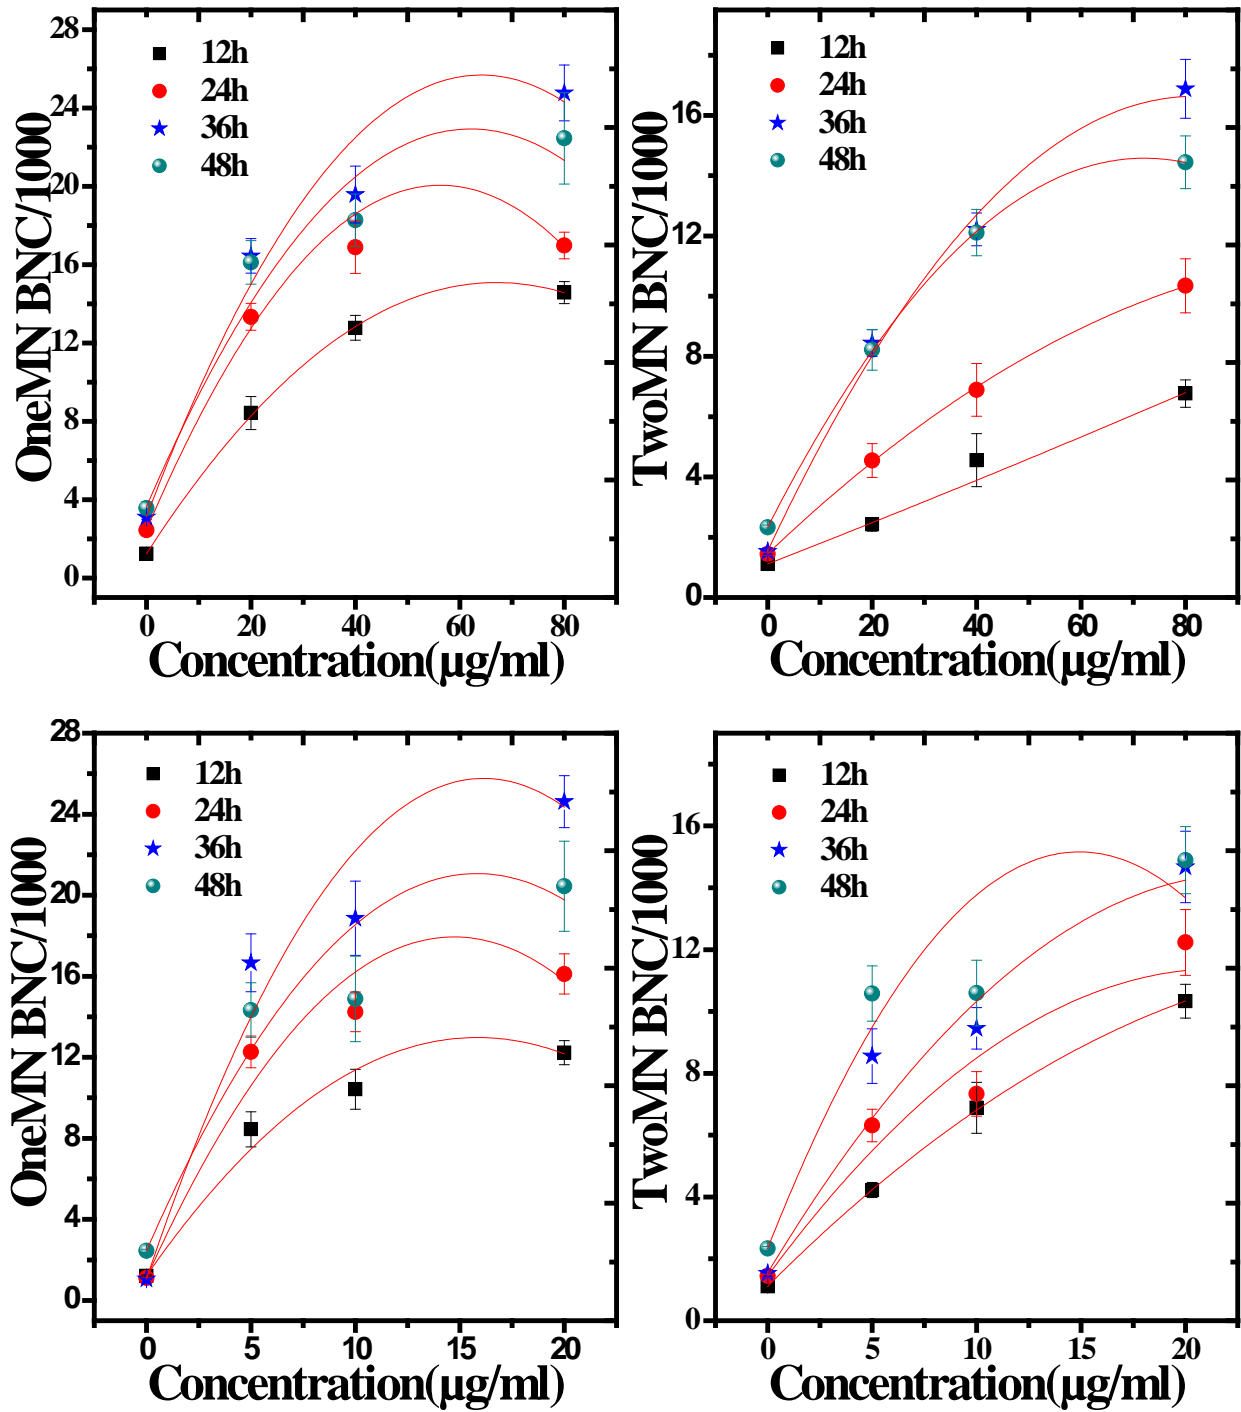 OneMN BNC/1000
28
24
20
16
12
8
4
0
12h
24h
36h
48h
0 20 40 60 80
Concentration(μg/ml)
TwoMN BNC/1000
16
12
8
4
0
12h
24h
36h
48h
0 20 40 60 80
Concentration(μg/ml)
OneMN BNC/1000
28
24
20
16
12
8
4
0
12h
24h
36h
48h
0 5 10 15 20
Concentration(μg/ml)
TwoMN BNC/1000
16
12
8
4
0
12h
24h
36h
48h
0 5 10 15 20
Concentration(μg/ml)